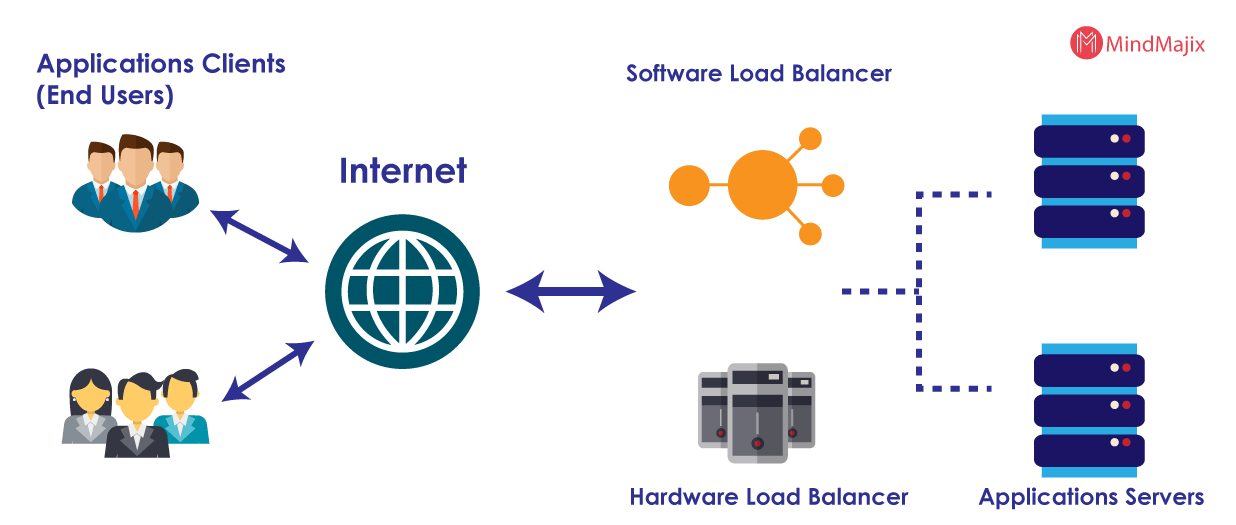 Applications Clients
(End Users)
Internet
Software Load Balancer
MindMajix
Hardware Load Balancer
Applications Servers